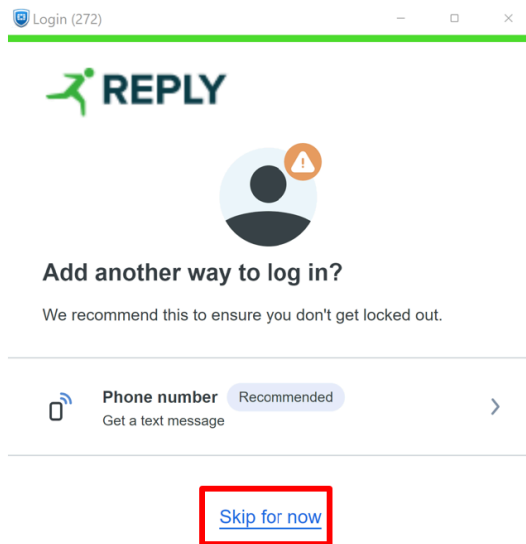 Login (272)
REPLY
Add another way to log in?
We recommend this to ensure you don't get locked out.
Phone number Recommended
Get a text message
Skip for now